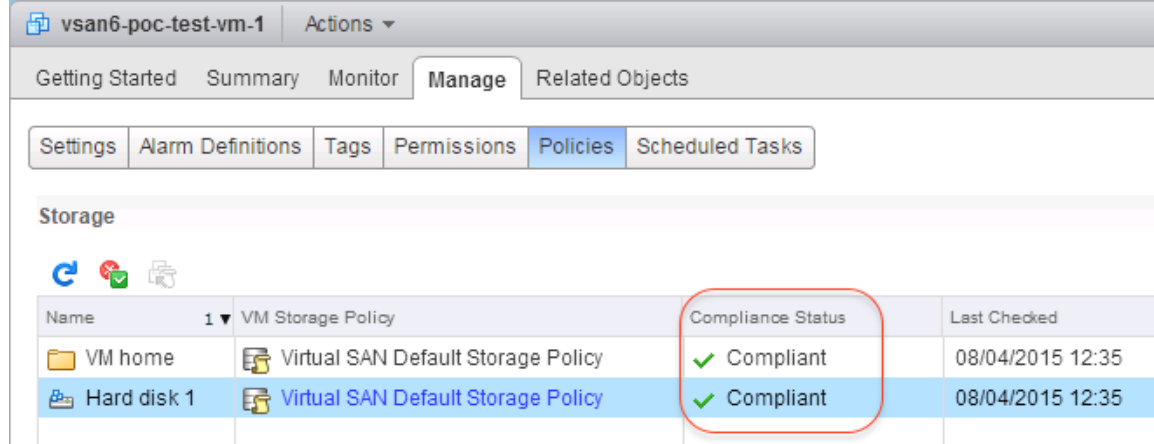 vsan6-poc-test-vm-1 Actions
Getting Started Summary Monitor Manage Related Objects
Settings Alarm Definitions Tags Permissions Policies Scheduled Tasks
Storage
Name 1 VM Storage Policy Compliance Status Last Checked
VM home Virtual SAN Default Storage Policy Compliant 08/04/2015 12:35
Hard disk 1 Virtual SAN Default Storage Policy Compliant 08/04/2015 12:35